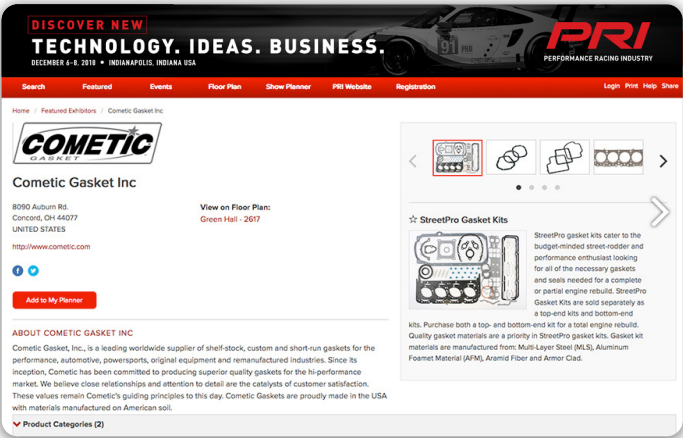 DISCOVER NEW
TECHNOLOGY. IDEAS. BUSINESS.
DECEMBER 6-8, 2018 • INDIANAPOLIS, INDIANA USA
91 PRI
PRI
PERFORMANCE RACING INDUSTRY
Search Featured Events Floor Plan Show Planner PRI Website Registration Login Print Help Share
Home / Featured Exhibitors / Cometic Gasket Inc
COMETIC
GASKET
Cometic Gasket Inc
8090 Auburn Rd.
Concord, OH 44077
UNITED STATES
http://www.cometic.com
View on Floor Plan:
Green Hall - 2617
Add to My Planner
ABOUT COMETIC GASKET INC
Cometic Gasket, Inc., is a leading worldwide supplier of shelf-stock, custom and short-run gaskets for the
performance, automotive, powersports, original equipment and remanufactured industries. Since its
inception, Cometic has been committed to producing superior quality gaskets for the hi-performance
market. We believe close relationships and attention to detail are the catalysts of customer satisfaction.
These values remain Cometic's guiding principles to this day. Cometic Gaskets are proudly made in the USA
with materials manufactured on American soil.
Product Categories (2)
StreetPro Gasket Kits
StreetPro gasket kits cater to the
budget-minded street-rodder and
performance enthusiast looking
for all of the necessary gaskets
and seals needed for a complete
or partial engine rebuild. StreetPro
Gasket Kits are sold separately as
a top-end kits and bottom-end
kits. Purchase both a top- and bottom-end kit for a total engine rebuild.
Quality gasket materials are a priority in StreetPro gasket kits. Gasket kit
materials are manufactured from: Multi-Layer Steel (MLS), Aluminum
Foamet Material (AFM), Aramid Fiber and Armor Clad.